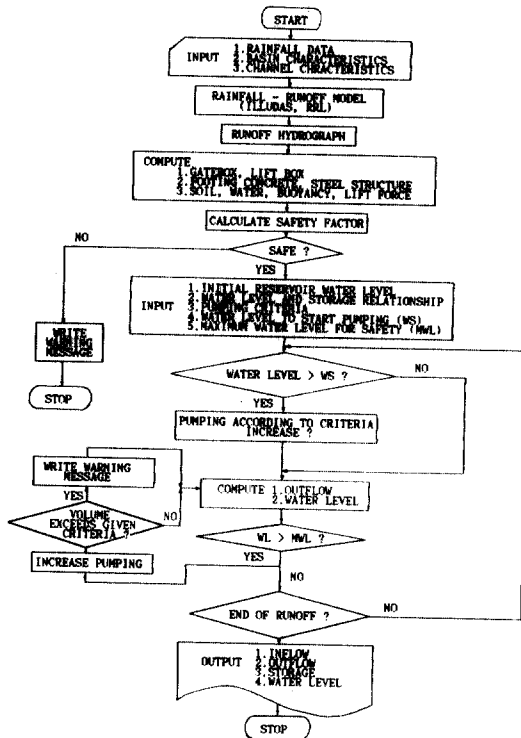 START
INPUT
1.RAINFALL DATA
2.BASIN CHARACTERISTICS
3.CHANNEL CHRACTERISTICS
RAINFALL - RUNOFF MODEL
(ILLUDAS, RRL)
RUNOFF HYDROGRAPH
COMPUTE
1.GATEBOX, LIFT BOX
2.FOOTING CONCRETE, STEEL STRUCTURE
3.SOIL, WATER, BUOYANCY, LIFT FORCE
CALCULATE SAFETY FACTOR
NO
SAFE ?
YES
INPUT
1.INITIAL RESERVOIR WATER LEVEL
2.WATER LEVEL AND STORAGE RELATIONSHIP
3.PUMPING CRITERIA
4.WATER LEVEL TO START PUMPING (WS)
5.MAXIMUM WATER LEVEL FOR SAFETY (MWL)
WRITE
WARNING
MESSAGE
STOP
WATER LEVEL > WS ?
NO
YES
PUMPING ACCORDING TO CRITERIA
INCREASE ?
WRITE WARNING
MESSAGE
COMPUTE 1.OUTFLOW
2.WATER LEVEL
YES
VOLUME
EXCEEDS GIVEN
CRITERIA ?
NO
WL > MWL ?
YES
INCREASE PUMPING
NO
END OF RUNOFF ?
NO
OUTPUT
1.INFLOW
2.OUTFLOW
3.STORAGE
4.WATER LEVEL
STOP